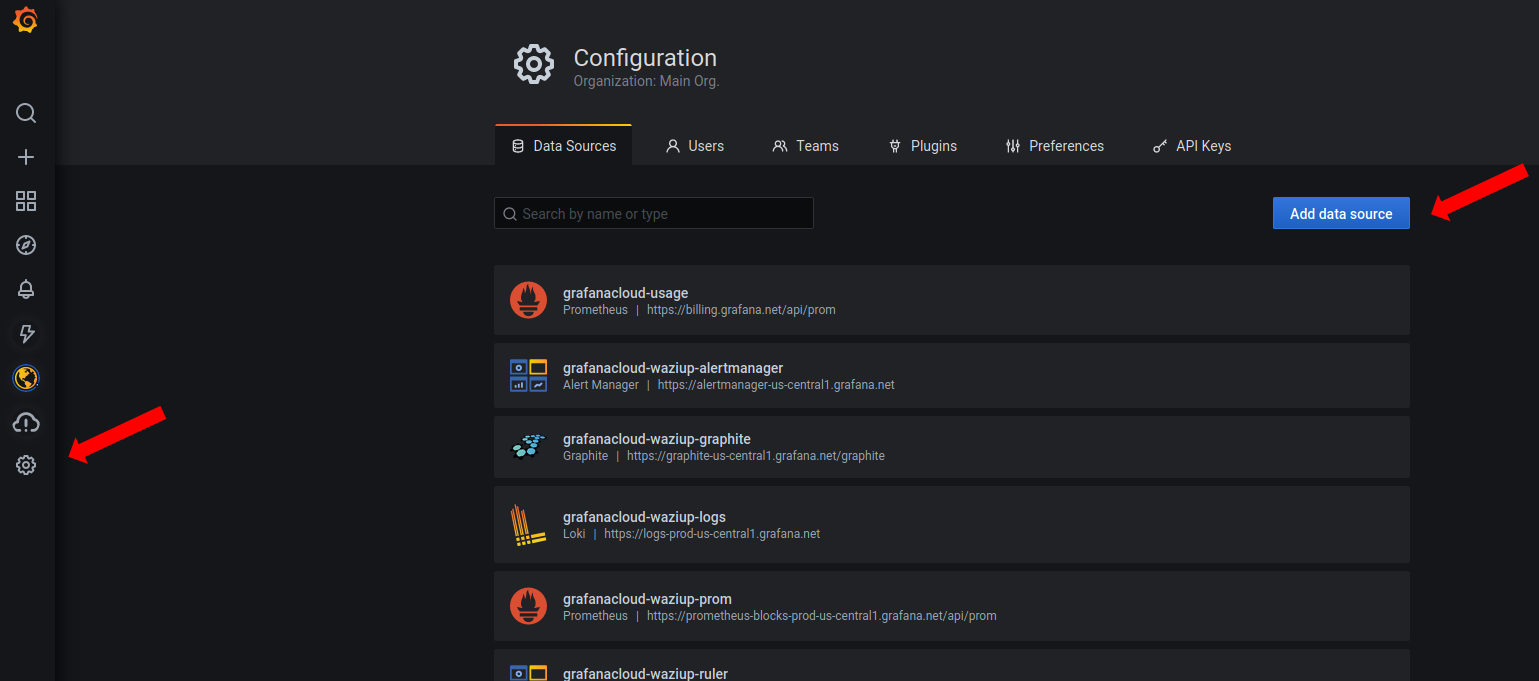 Configuration
Organization: Main Org.
Data Sources Users Teams Plugins Preferences API Keys
Search by name or type
Add data source
grafanacloud-usage
Prometheus | https://billing.grafana.net/api/prom
grafanacloud-waziup-alertmanager
Alert Manager | https://alertmanager-us-central1.grafana.net
grafanacloud-waziup-graphite
Graphite | https://graphite-us-central1.grafana.net/graphite
grafanacloud-waziup-logs
Loki | https://logs-prod-us-central1.grafana.net
grafanacloud-waziup-prom
Prometheus | https://prometheus-blocks-prod-us-central1.grafana.net/api/prom
grafanacloud-waziup-ruler